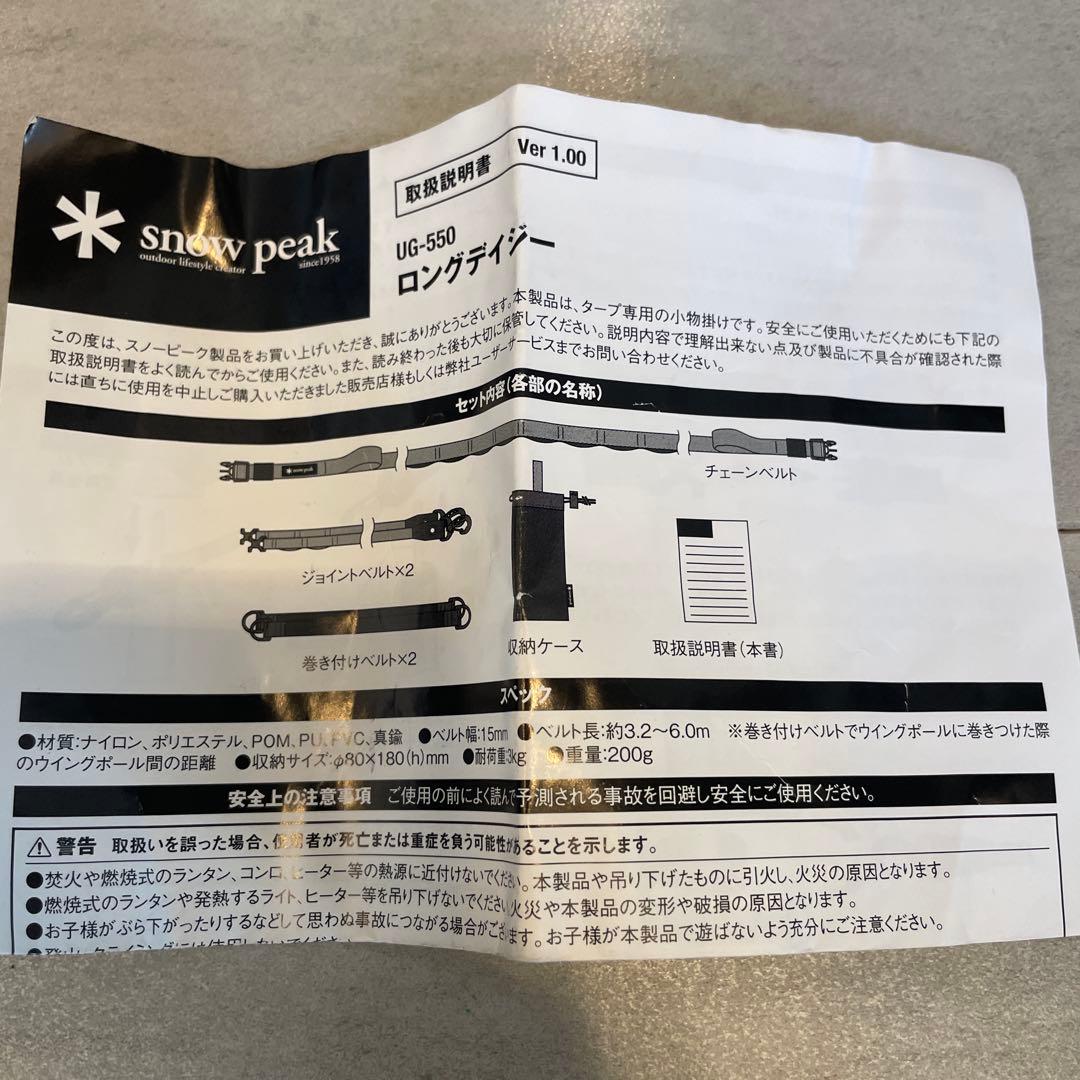 取扱説明書 Ver 1.00
snow peak
outdoor lifestyle creator since1958
UG-550
ロングデイジー
この度は、スノーピーク製品をお買い上げいただき、誠にありがとうございます。本製品は、タープ専用の小物掛けです。安全にご使用いただくためにも下記の
取扱説明書をよく読んでからご使用ください。また、読み終わった後も大切に保管してください。説明内容で理解出来ない点及び製品に不具合が確認された際
には直ちに使用を中止しご購入いただきました販売店様もしくは弊社ユーザーサービスまでお問い合わせください。
セット内容(各部の名称)
snow peak
チェーンベルト
ジョイントベルト×2
巻き付けベルト×2
収納ケース
取扱説明書(本書)
スペック
●材質:ナイロン、ポリエステル、POM、PU、PVC、真鍮 ●ベルト幅:15mm ●ベルト長:約3.2〜6.0m ※巻き付けベルトでウイングポールに巻きつけた際
のウイングポール間の距離 ●収納サイズ:φ80×180(h)mm ●耐荷重:3kg ●重量:200g
安全上の注意事項 ご使用の前によく読んで予測される事故を回避し安全にご使用ください。
警告 取扱いを誤った場合、使用者が死亡または重症を負う可能性があることを示します。
●焚火や燃焼式のランタン、コンロ、ヒーター等の熱源に近付けないでください。本製品や吊り下げたものに引火し、火災の原因となります。
●燃焼式のランタンや発熱するライト、ヒーター等を吊り下げないでください。火災や本製品の変形や破損の原因となります。
●お子様がぶら下がったりするなどして思わぬ事故につながる場合がございます。お子様が本製品で遊ばないよう充分にご注意ください。
●登山、クライミングには使用しないでください。